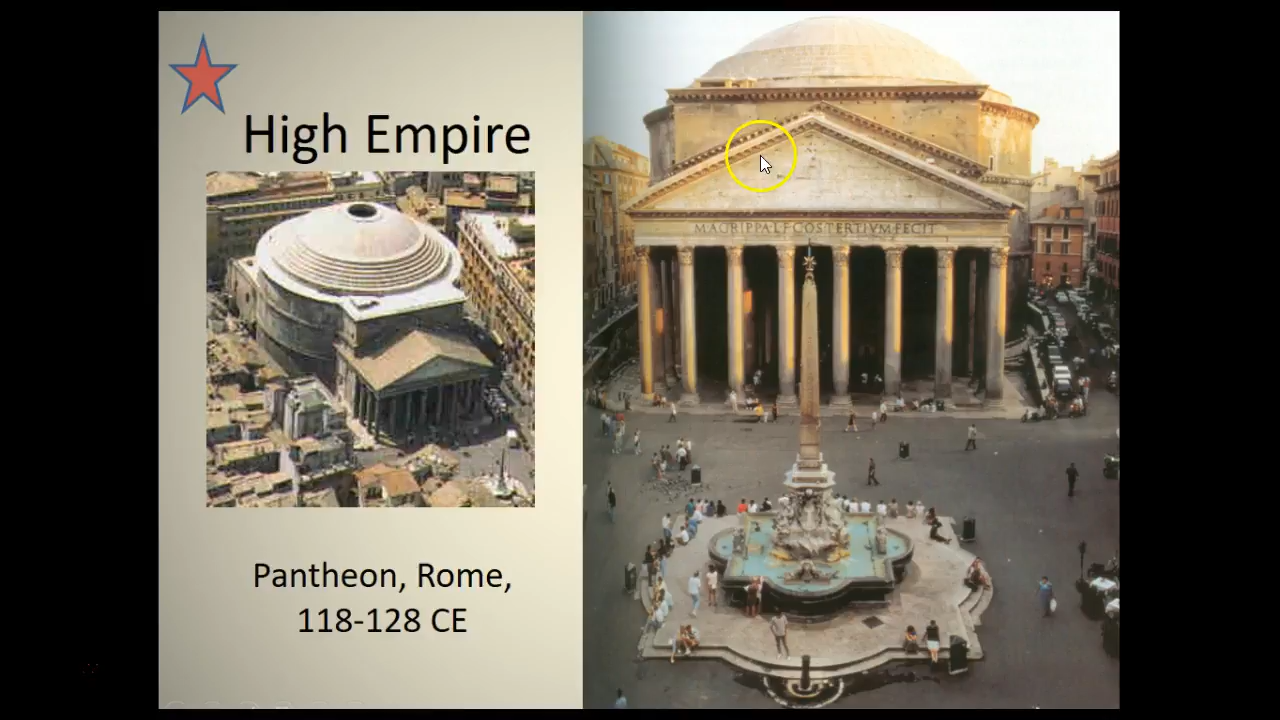 High Empire
M·AGRIPPA·L·F·COS·TERTIVM·FECIT
Pantheon, Rome,
118-128 CE